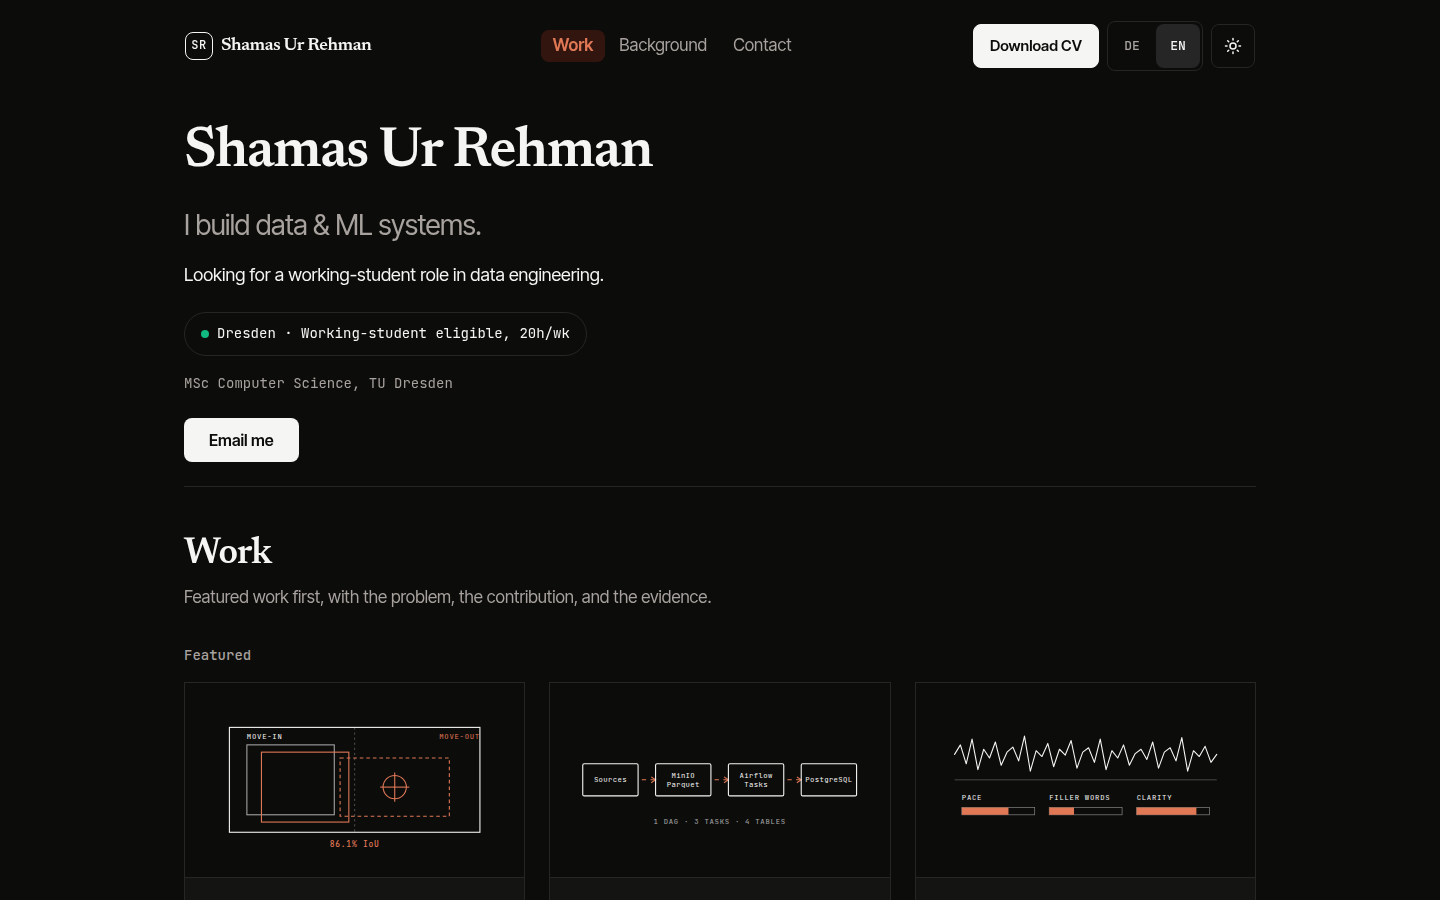 SR Shamas Ur Rehman
Work Background Contact
Download CV
DE EN
Shamas Ur Rehman
I build data & ML systems.
Looking for a working-student role in data engineering.
Dresden · Working-student eligible, 20h/wk
MSc Computer Science, TU Dresden
Email me
Work
Featured work first, with the problem, the contribution, and the evidence.
Featured
MOVE-IN MOVE-OUT
86.1% IoU
Sources
MinIO
Parquet
Airflow
Tasks
PostgreSQL
1 DAG · 3 TASKS · 4 TABLES
PACE FILLER WORDS CLARITY